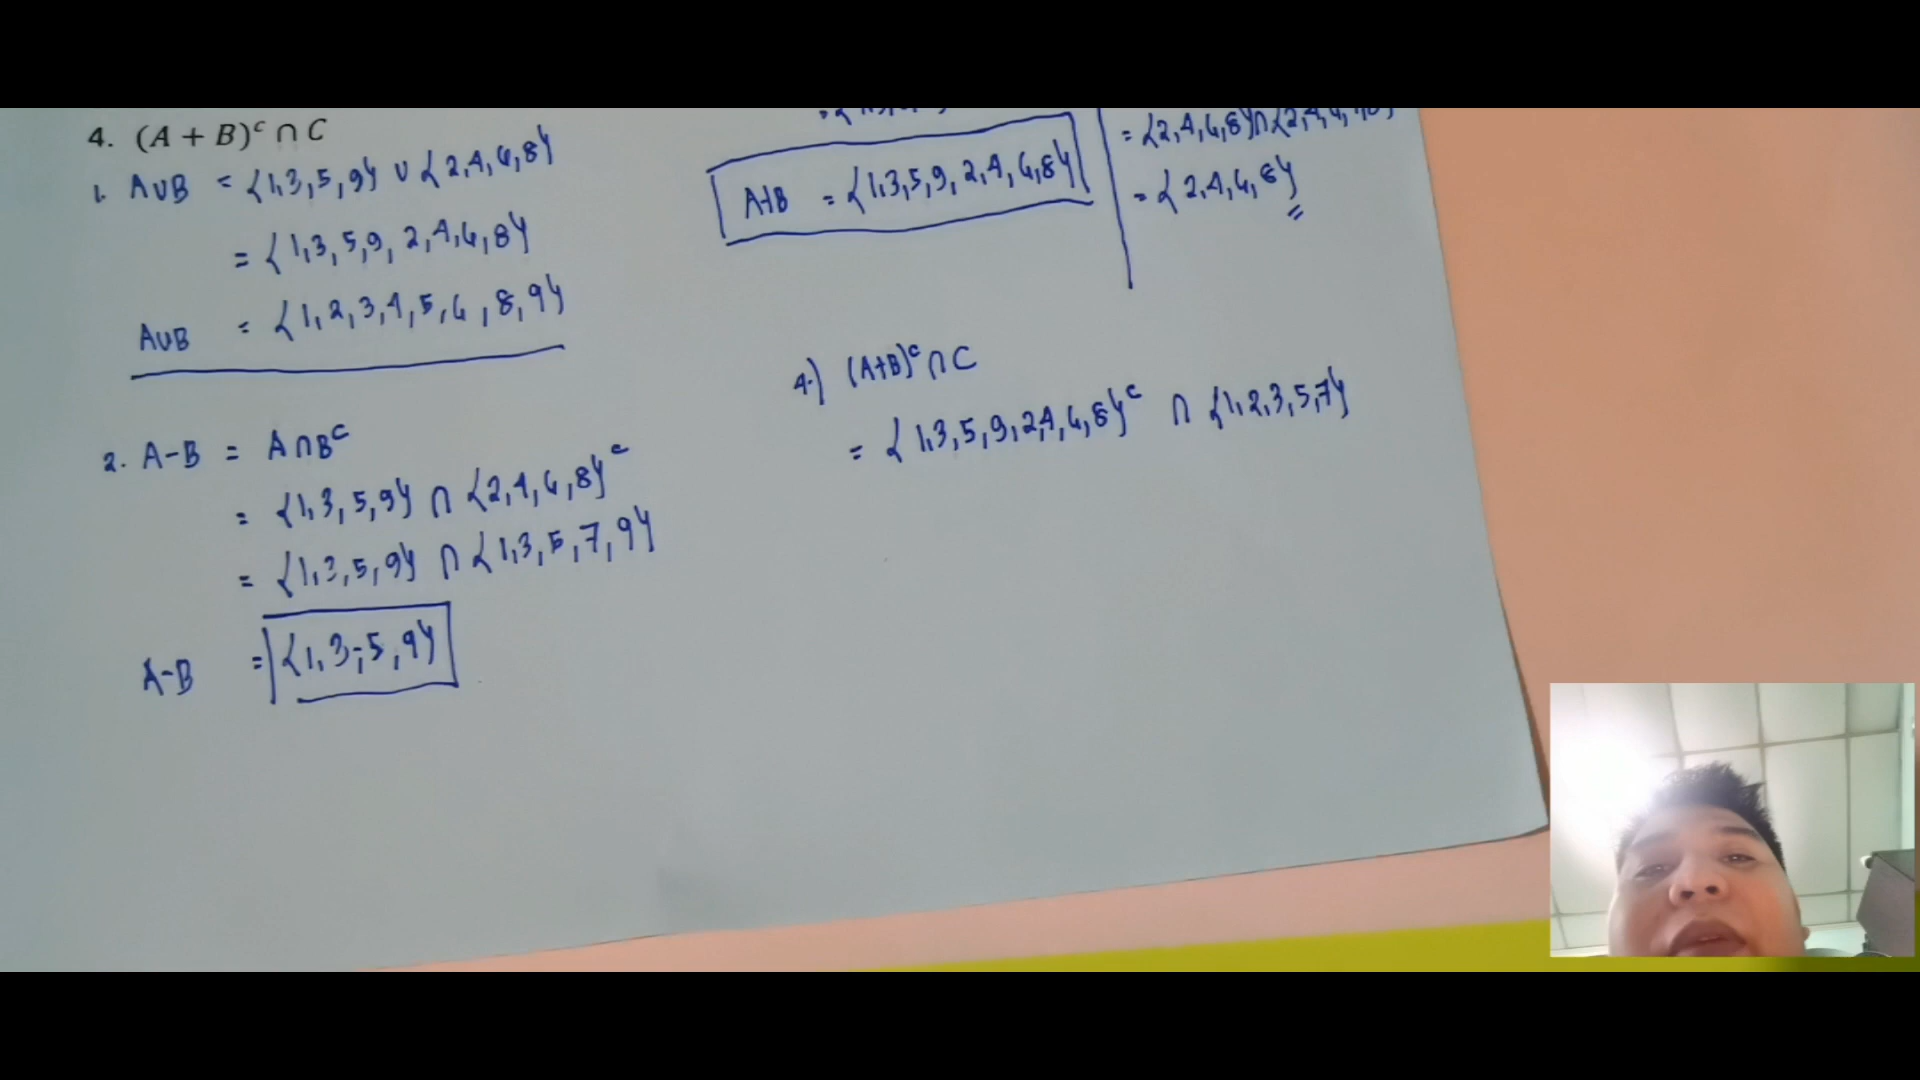 4. (A + B)ᶜ ∩ C
1. A∪B = {1,3,5,9} ∪ {2,4,6,8}
= {1,3,5,9,2,4,6,8}
A∪B = {1,2,3,4,5,6,8,9}
2. A-B = A∩Bᶜ
= {1,3,5,9} ∩ {2,4,6,8}ᶜ
= {1,3,5,9} ∩ {1,3,5,7,9}
A-B = {1,3,5,9}
A+B = {1,3,5,9,2,4,6,8}
= {2,4,6,8}∩{2,4,
= {2,4,6,8}
4.) (A+B)ᶜ∩C
= {1,3,5,9,2,4,6,8}ᶜ ∩ {1,2,3,5,7}